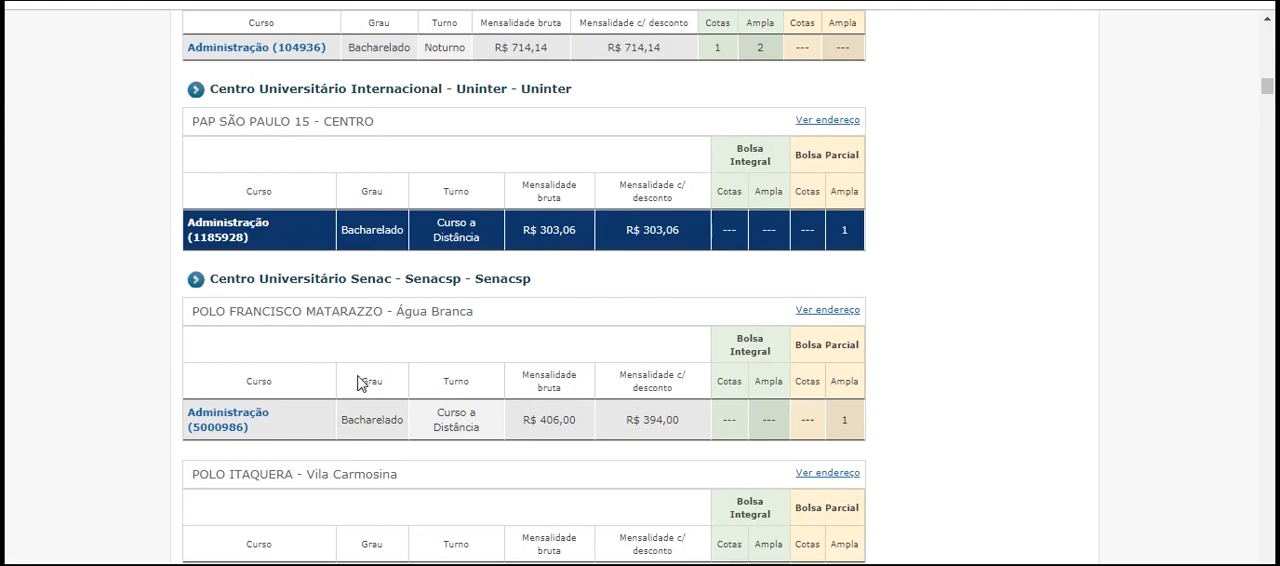 Curso Grau Turno Mensalidade bruta Mensalidade c/ desconto Cotas Ampla Cotas Ampla
Administração (104936) Bacharelado Noturno R$ 714,14 R$ 714,14 1 2 --- ---
Centro Universitário Internacional - Uninter - Uninter
PAP SÃO PAULO 15 - CENTRO Ver endereço
Bolsa
Integral Bolsa Parcial
Curso Grau Turno Mensalidade
bruta Mensalidade c/
desconto Cotas Ampla Cotas Ampla
Administração
(1185928) Bacharelado Curso a
Distância R$ 303,06 R$ 303,06 --- --- --- 1
Centro Universitário Senac - Senacsp - Senacsp
POLO FRANCISCO MATARAZZO - Água Branca Ver endereço
Bolsa
Integral Bolsa Parcial
Curso Grau Turno Mensalidade
bruta Mensalidade c/
desconto Cotas Ampla Cotas Ampla
Administração
(5000986) Bacharelado Curso a
Distância R$ 406,00 R$ 394,00 --- --- --- 1
POLO ITAQUERA - Vila Carmosina Ver endereço
Bolsa
Integral Bolsa Parcial
Curso Grau Turno Mensalidade
bruta Mensalidade c/
desconto Cotas Ampla Cotas Ampla